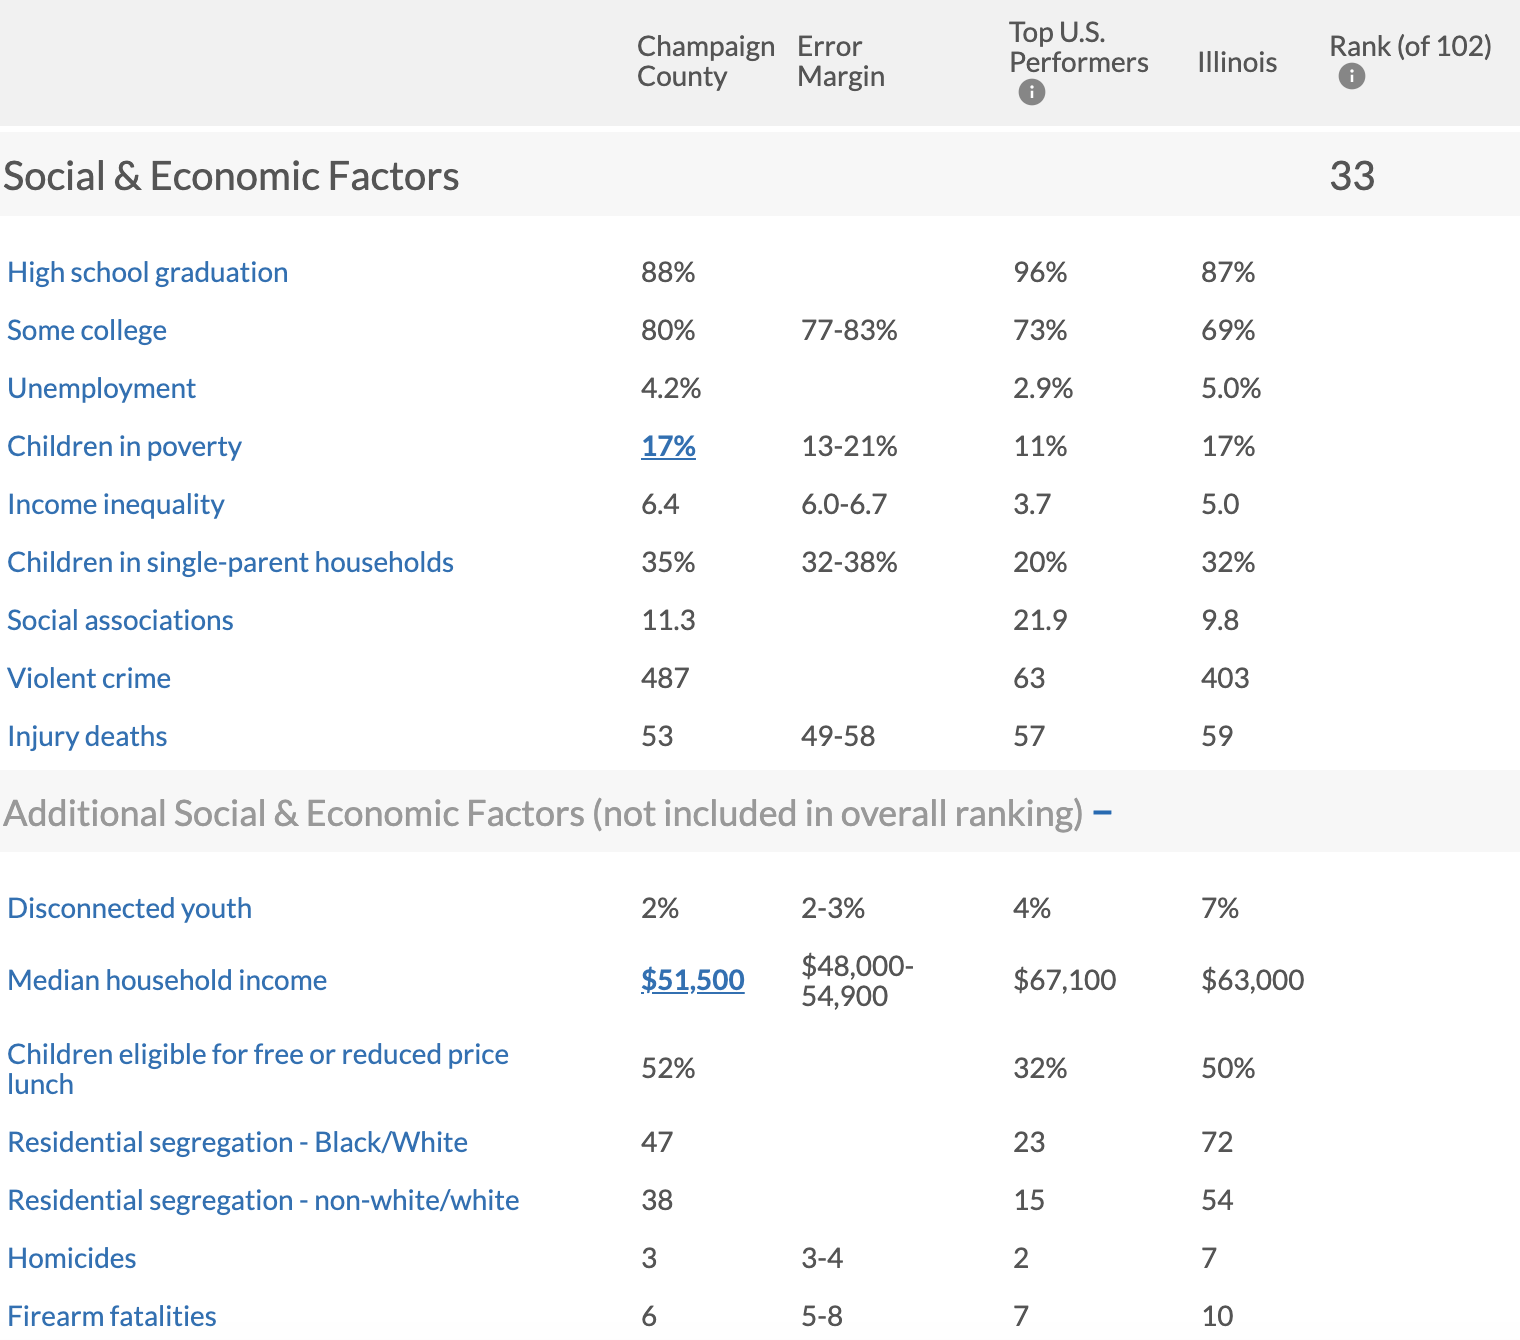 Champaign County Error Margin Top U.S. Performers Illinois Rank (of 102)
Social & Economic Factors 33
High school graduation 88% 96% 87%
Some college 80% 77-83% 73% 69%
Unemployment 4.2% 2.9% 5.0%
Children in poverty 17% 13-21% 11% 17%
Income inequality 6.4 6.0-6.7 3.7 5.0
Children in single-parent households 35% 32-38% 20% 32%
Social associations 11.3 21.9 9.8
Violent crime 487 63 403
Injury deaths 53 49-58 57 59
Additional Social & Economic Factors (not included in overall ranking) –
Disconnected youth 2% 2-3% 4% 7%
Median household income $51,500 $48,000-54,900 $67,100 $63,000
Children eligible for free or reduced price lunch 52% 32% 50%
Residential segregation - Black/White 47 23 72
Residential segregation - non-white/white 38 15 54
Homicides 3 3-4 2 7
Firearm fatalities 6 5-8 7 10